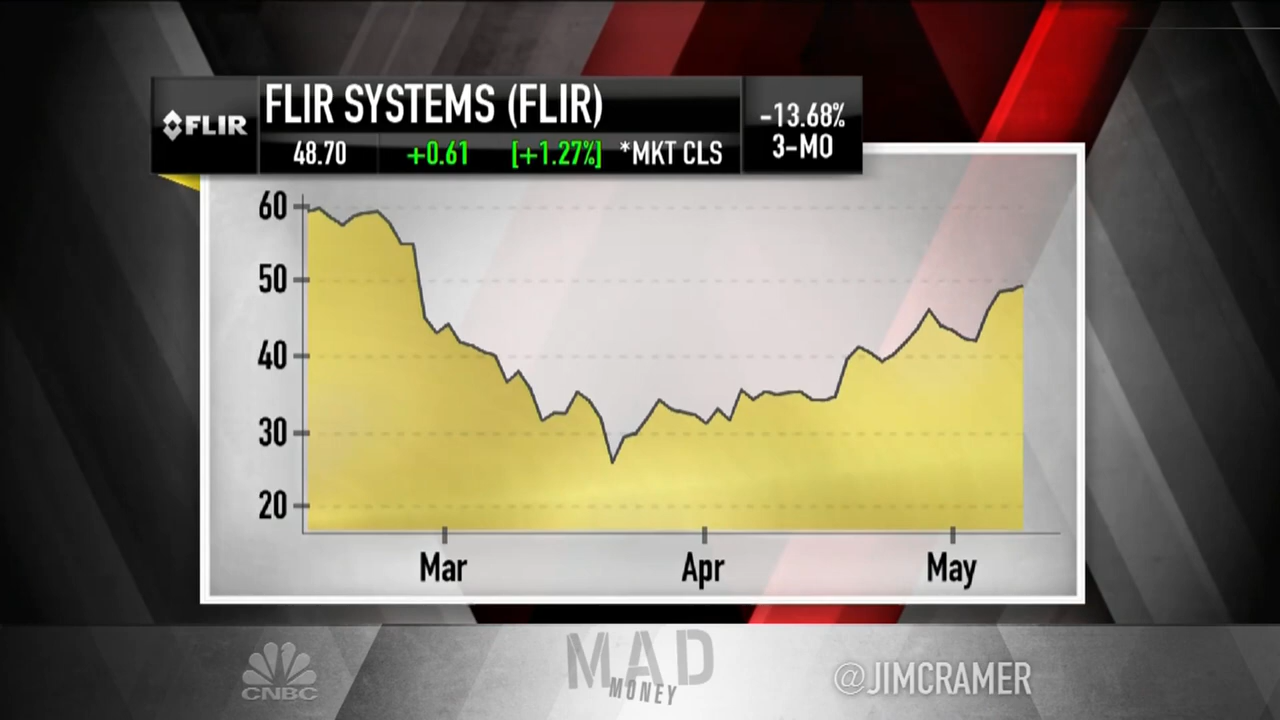 FLIR
FLIR SYSTEMS (FLIR)
48.70 +0.61 [+1.27%] *MKT CLS
-13.68%
3-MO
60
50
40
30
20
Mar Apr May
CNBC
MAD
MONEY
@JIMCRAMER